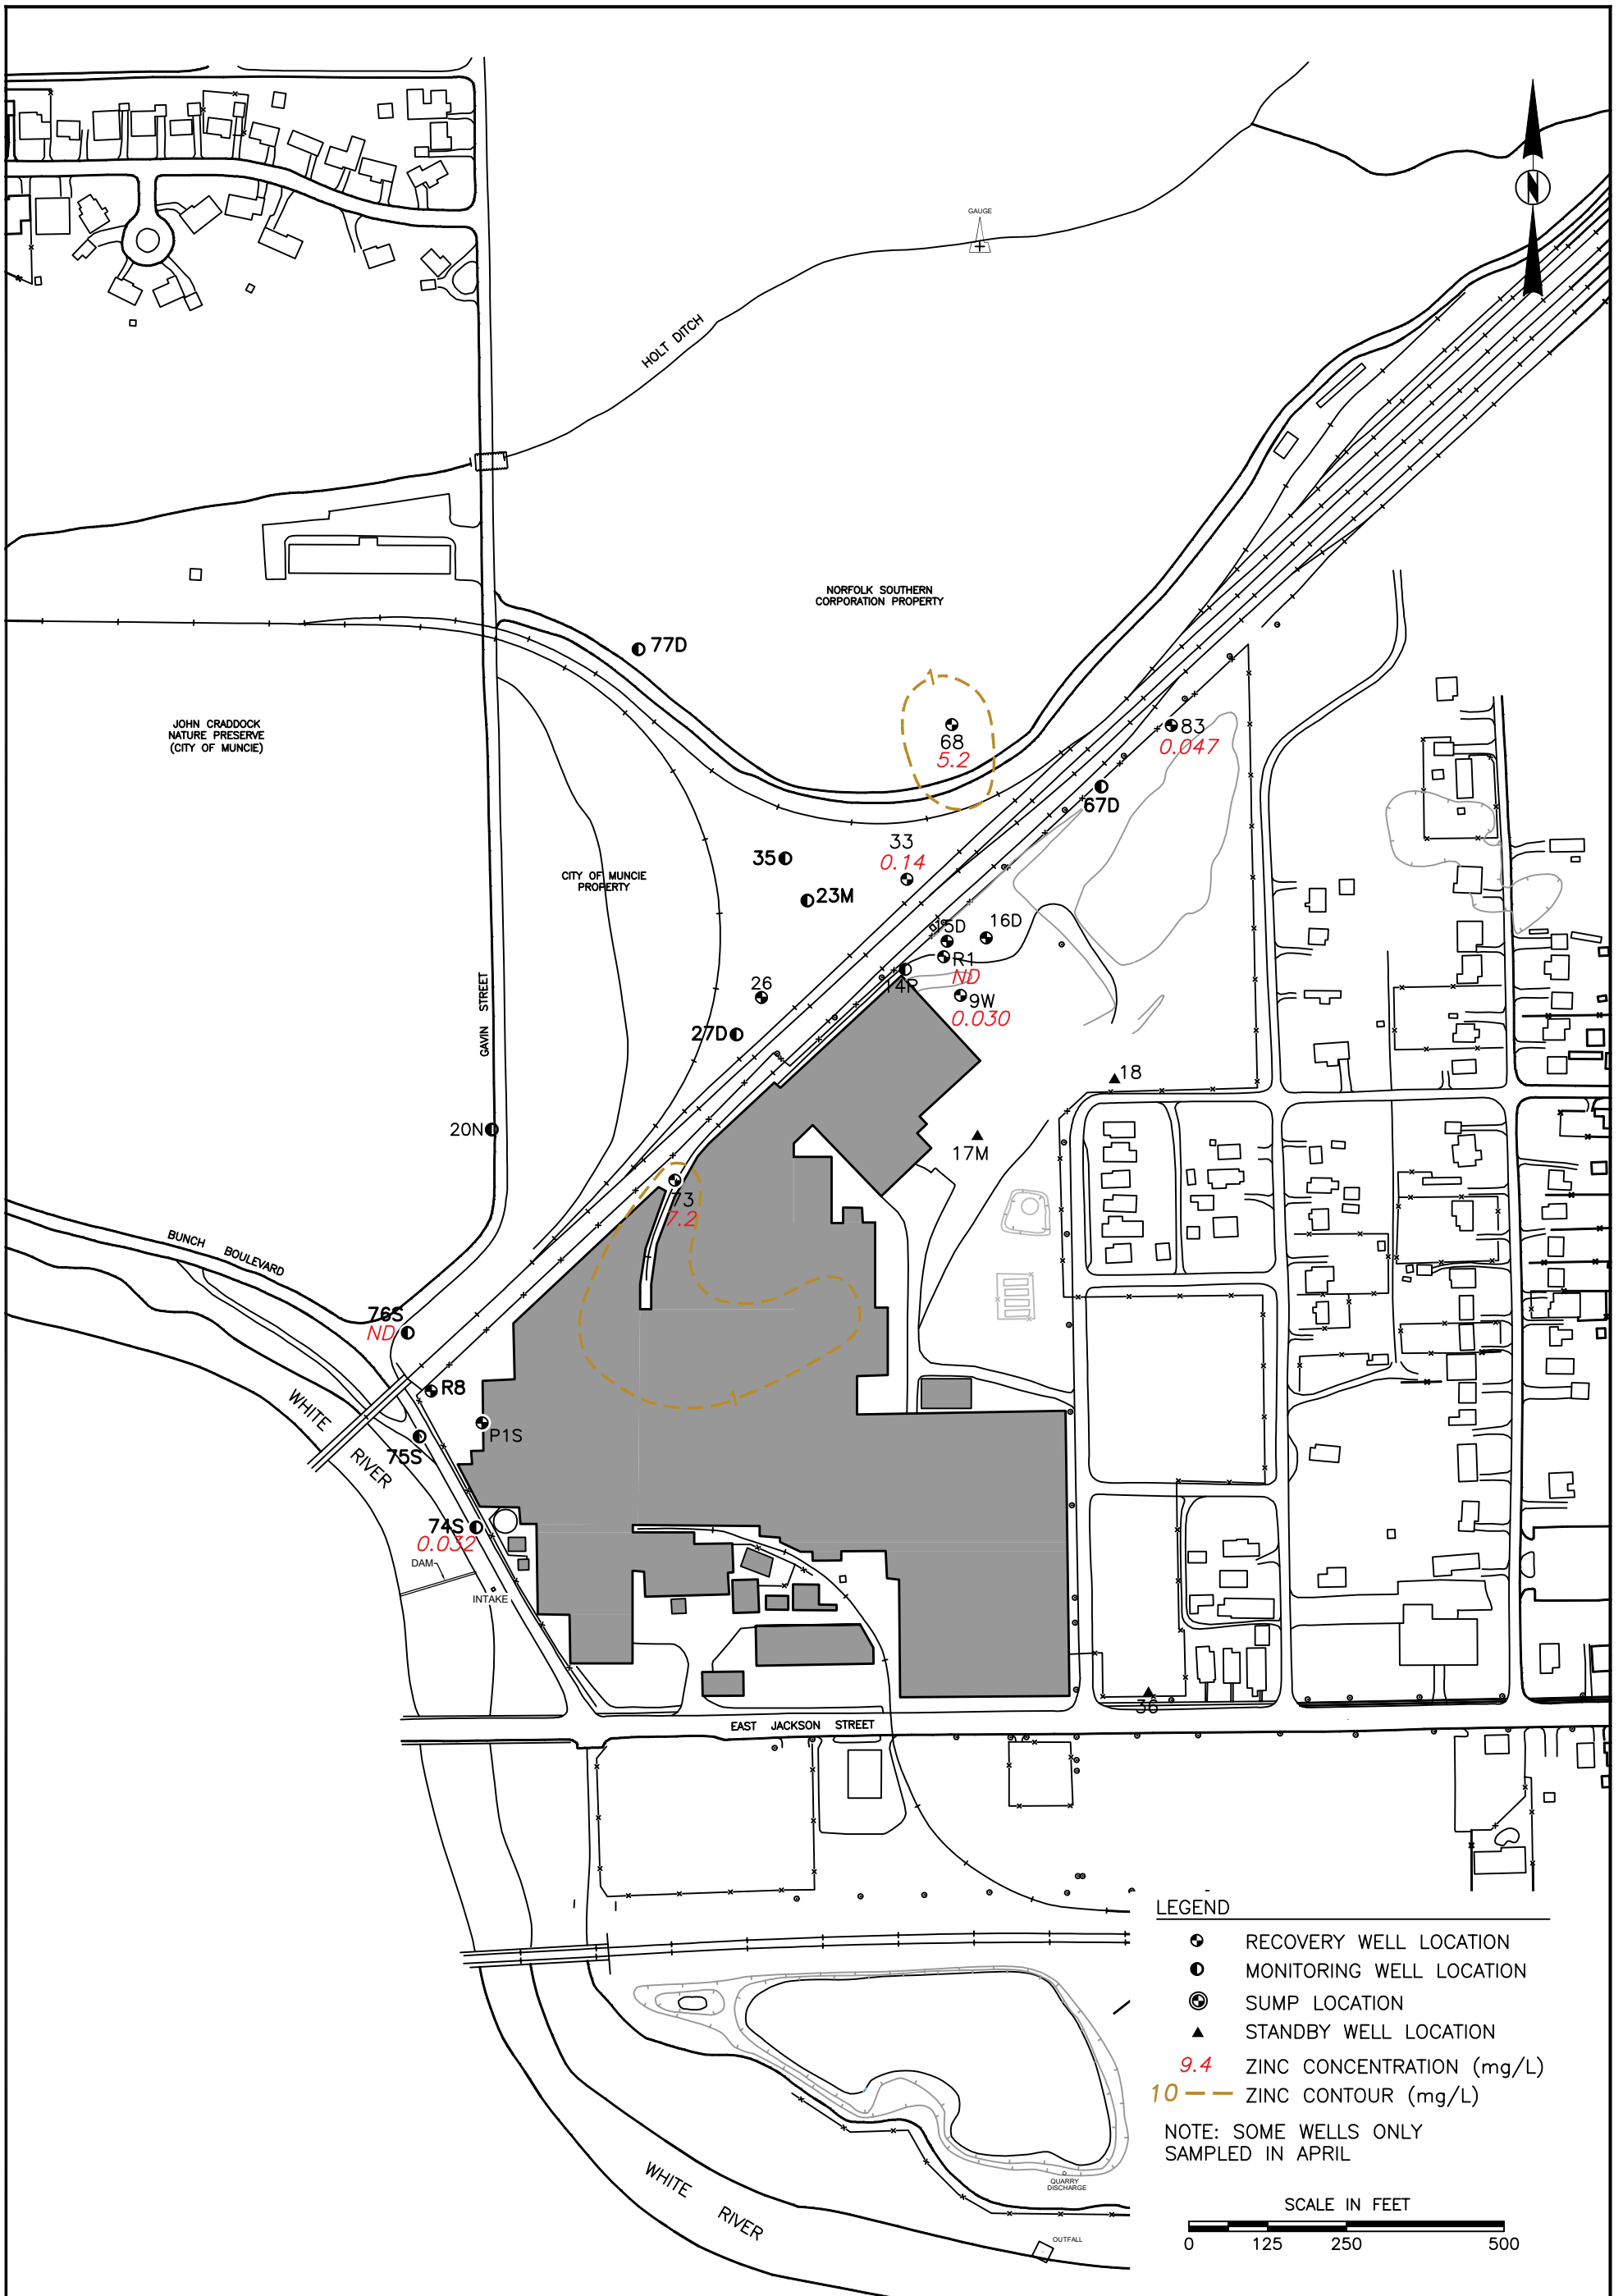 GAUGE
N
HOLT DITCH
NORFOLK SOUTHERN
CORPORATION PROPERTY
77D
JOHN CRADDOCK
NATURE PRESERVE
(CITY OF MUNCIE)
1
68
5.2
83
0.047
67D
33
0.14
35
CITY OF MUNCIE
PROPERTY
23M
15D
16D
R1
ND
14R
26
9W
0.030
27D
GAVIN STREET
18
20N
17M
73
7.2
BUNCH BOULEVARD
76S
ND
R8
1
WHITE
RIVER
P1S
75S
74S
0.032
DAM
INTAKE
36
EAST JACKSON STREET
LEGEND
RECOVERY WELL LOCATION
MONITORING WELL LOCATION
SUMP LOCATION
STANDBY WELL LOCATION
9.4 ZINC CONCENTRATION (mg/L)
10 ZINC CONTOUR (mg/L)
NOTE: SOME WELLS ONLY
SAMPLED IN APRIL
QUARRY
DISCHARGE
WHITE
RIVER
OUTFALL
SCALE IN FEET
0 125 250 500